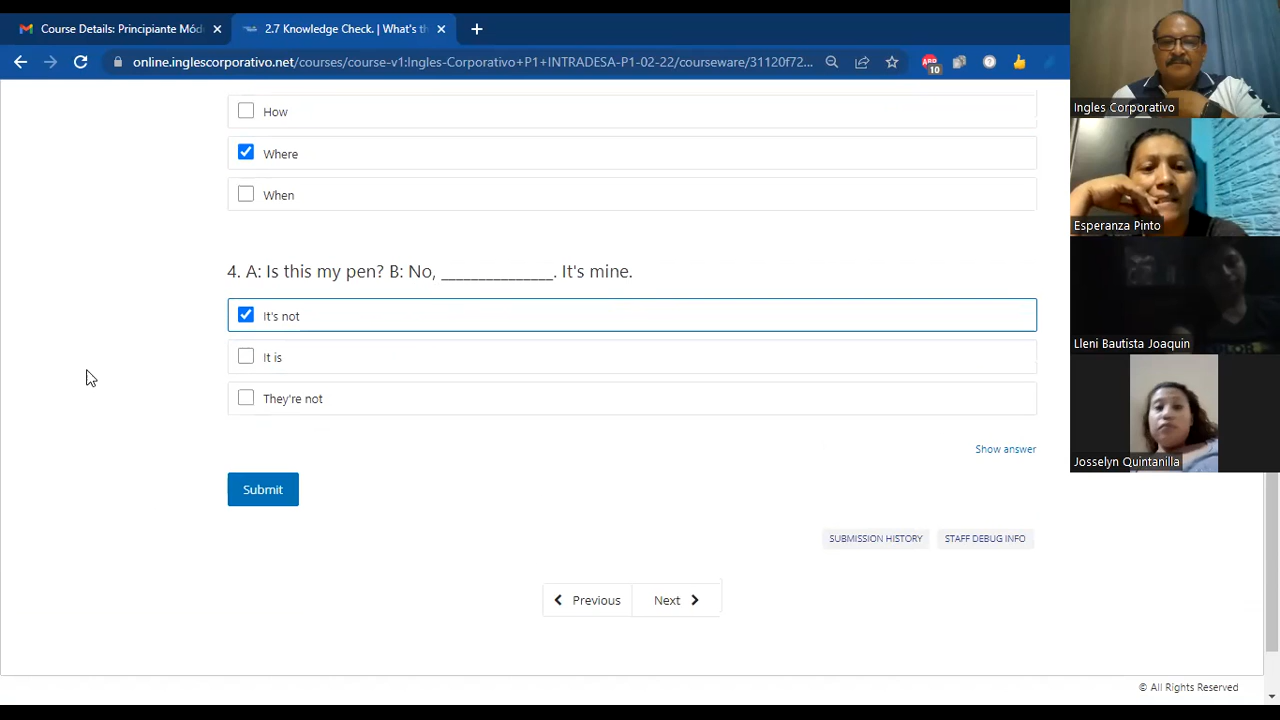 Course Details: Principiante Mód
2.7 Knowledge Check. | What's th
online.inglescorporativo.net/courses/course-v1:Ingles-Corporativo+P1+INTRADESA-P1-02-22/courseware/31120f72...
ABP
10
How
Where
When
4. A: Is this my pen? B: No, _______________. It's mine.
It's not
It is
They're not
Show answer
Submit
SUBMISSION HISTORY
STAFF DEBUG INFO
Previous
Next
© All Rights Reserved
Ingles Corporativo
Esperanza Pinto
Lleni Bautista Joaquin
Josselyn Quintanilla